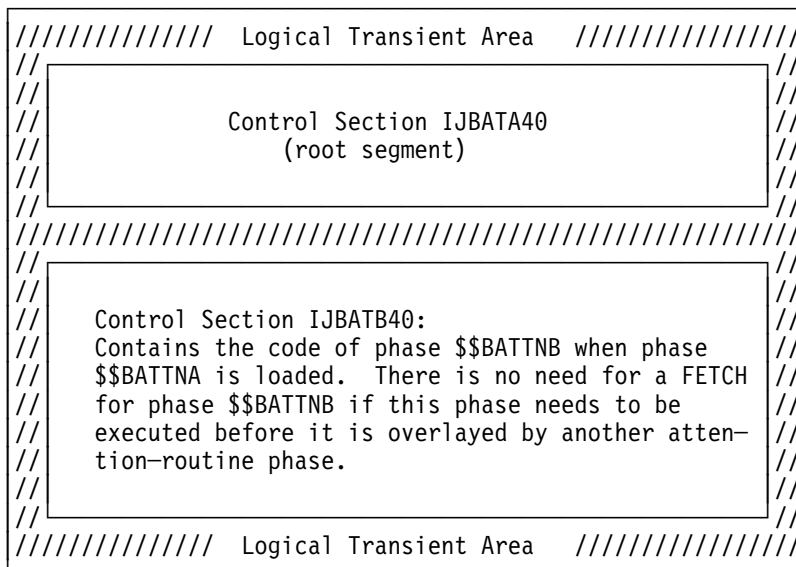 /////////////// Logical Transient Area /////////////////
Control Section IJBATA40
(root segment)
Control Section IJBATB40:
Contains the code of phase $$BATTNB when phase
$$BATTNA is loaded. There is no need for a FETCH
for phase $$BATTNB if this phase needs to be
executed before it is overlayed by another atten—
tion—routine phase.
/////////////// Logical Transient Area /////////////////